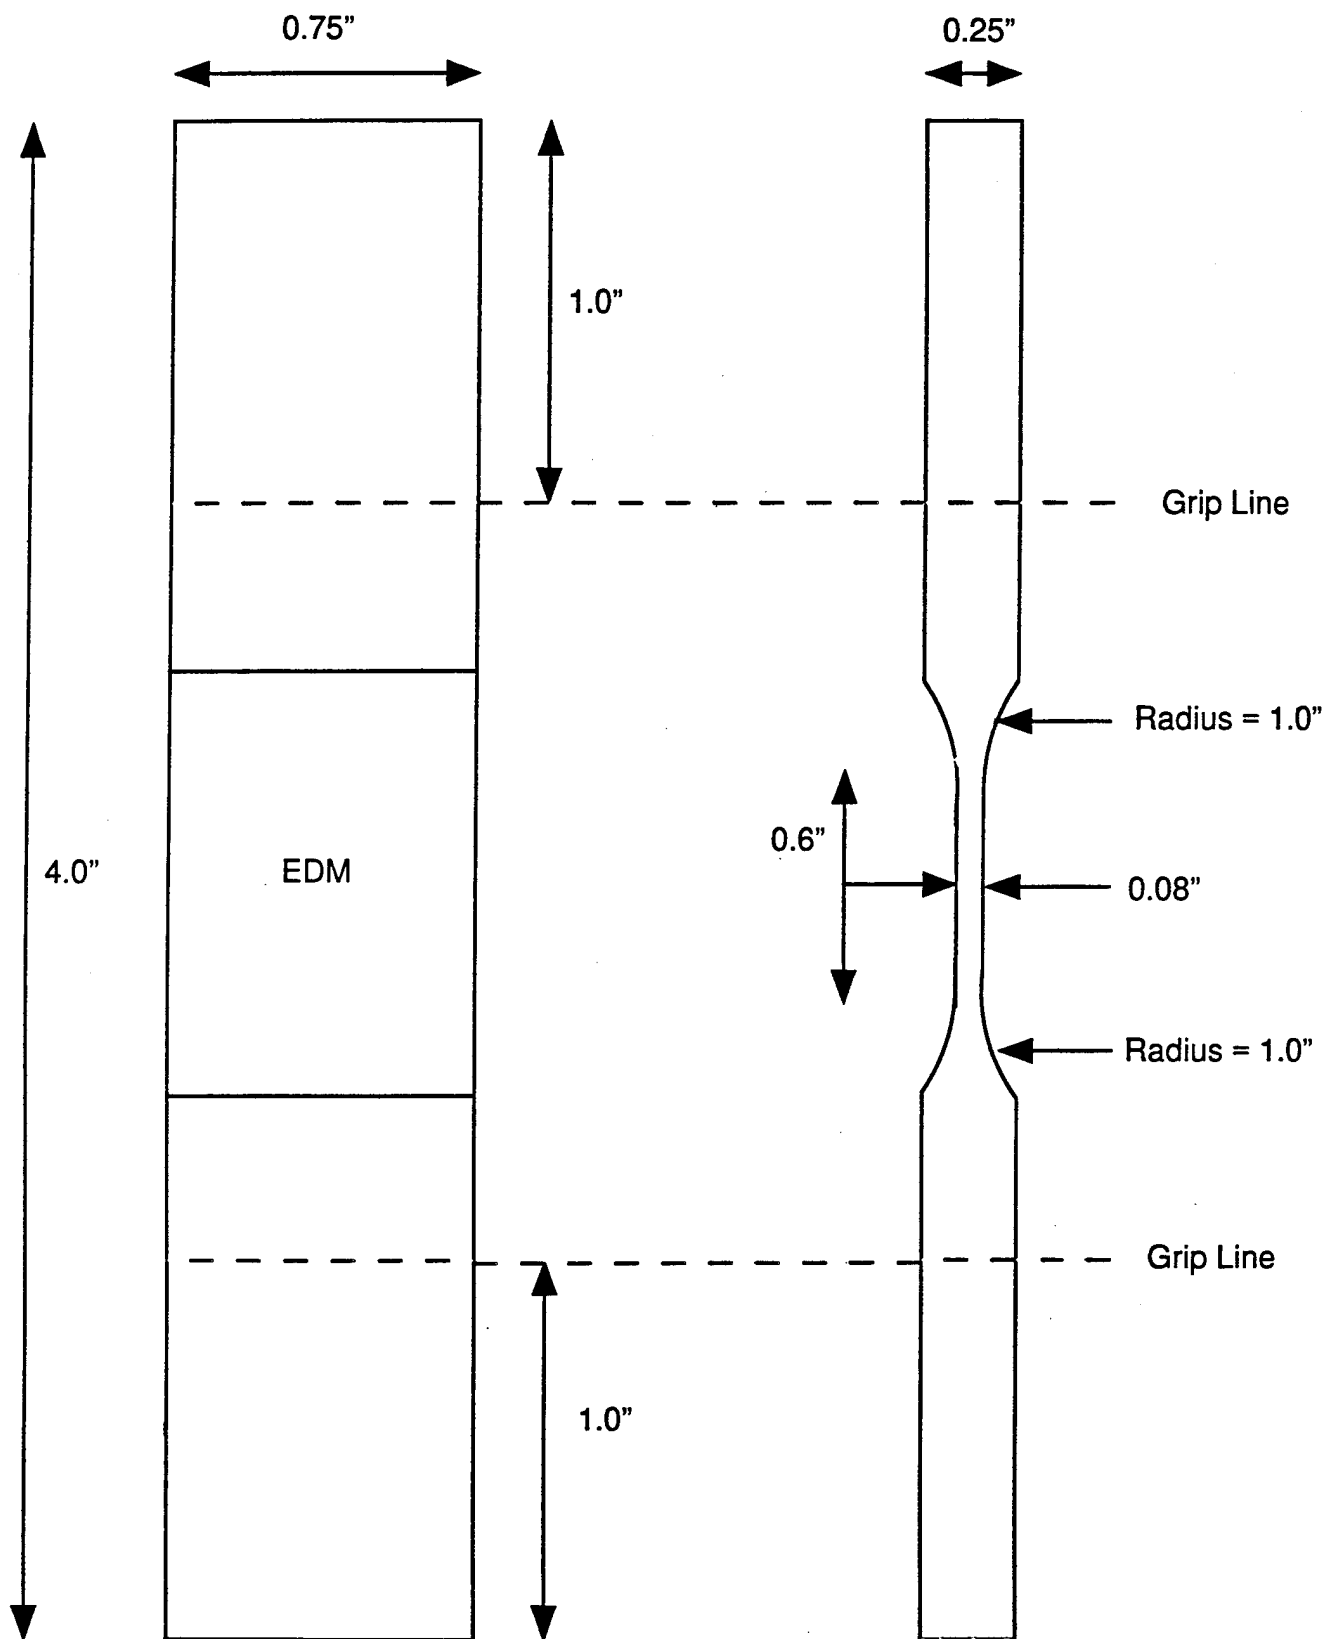 0.75”
0.25”
1.0”
Grip Line
Radius = 1.0”
0.6”
4.0”
EDM
0.08”
Radius = 1.0”
Grip Line
1.0”